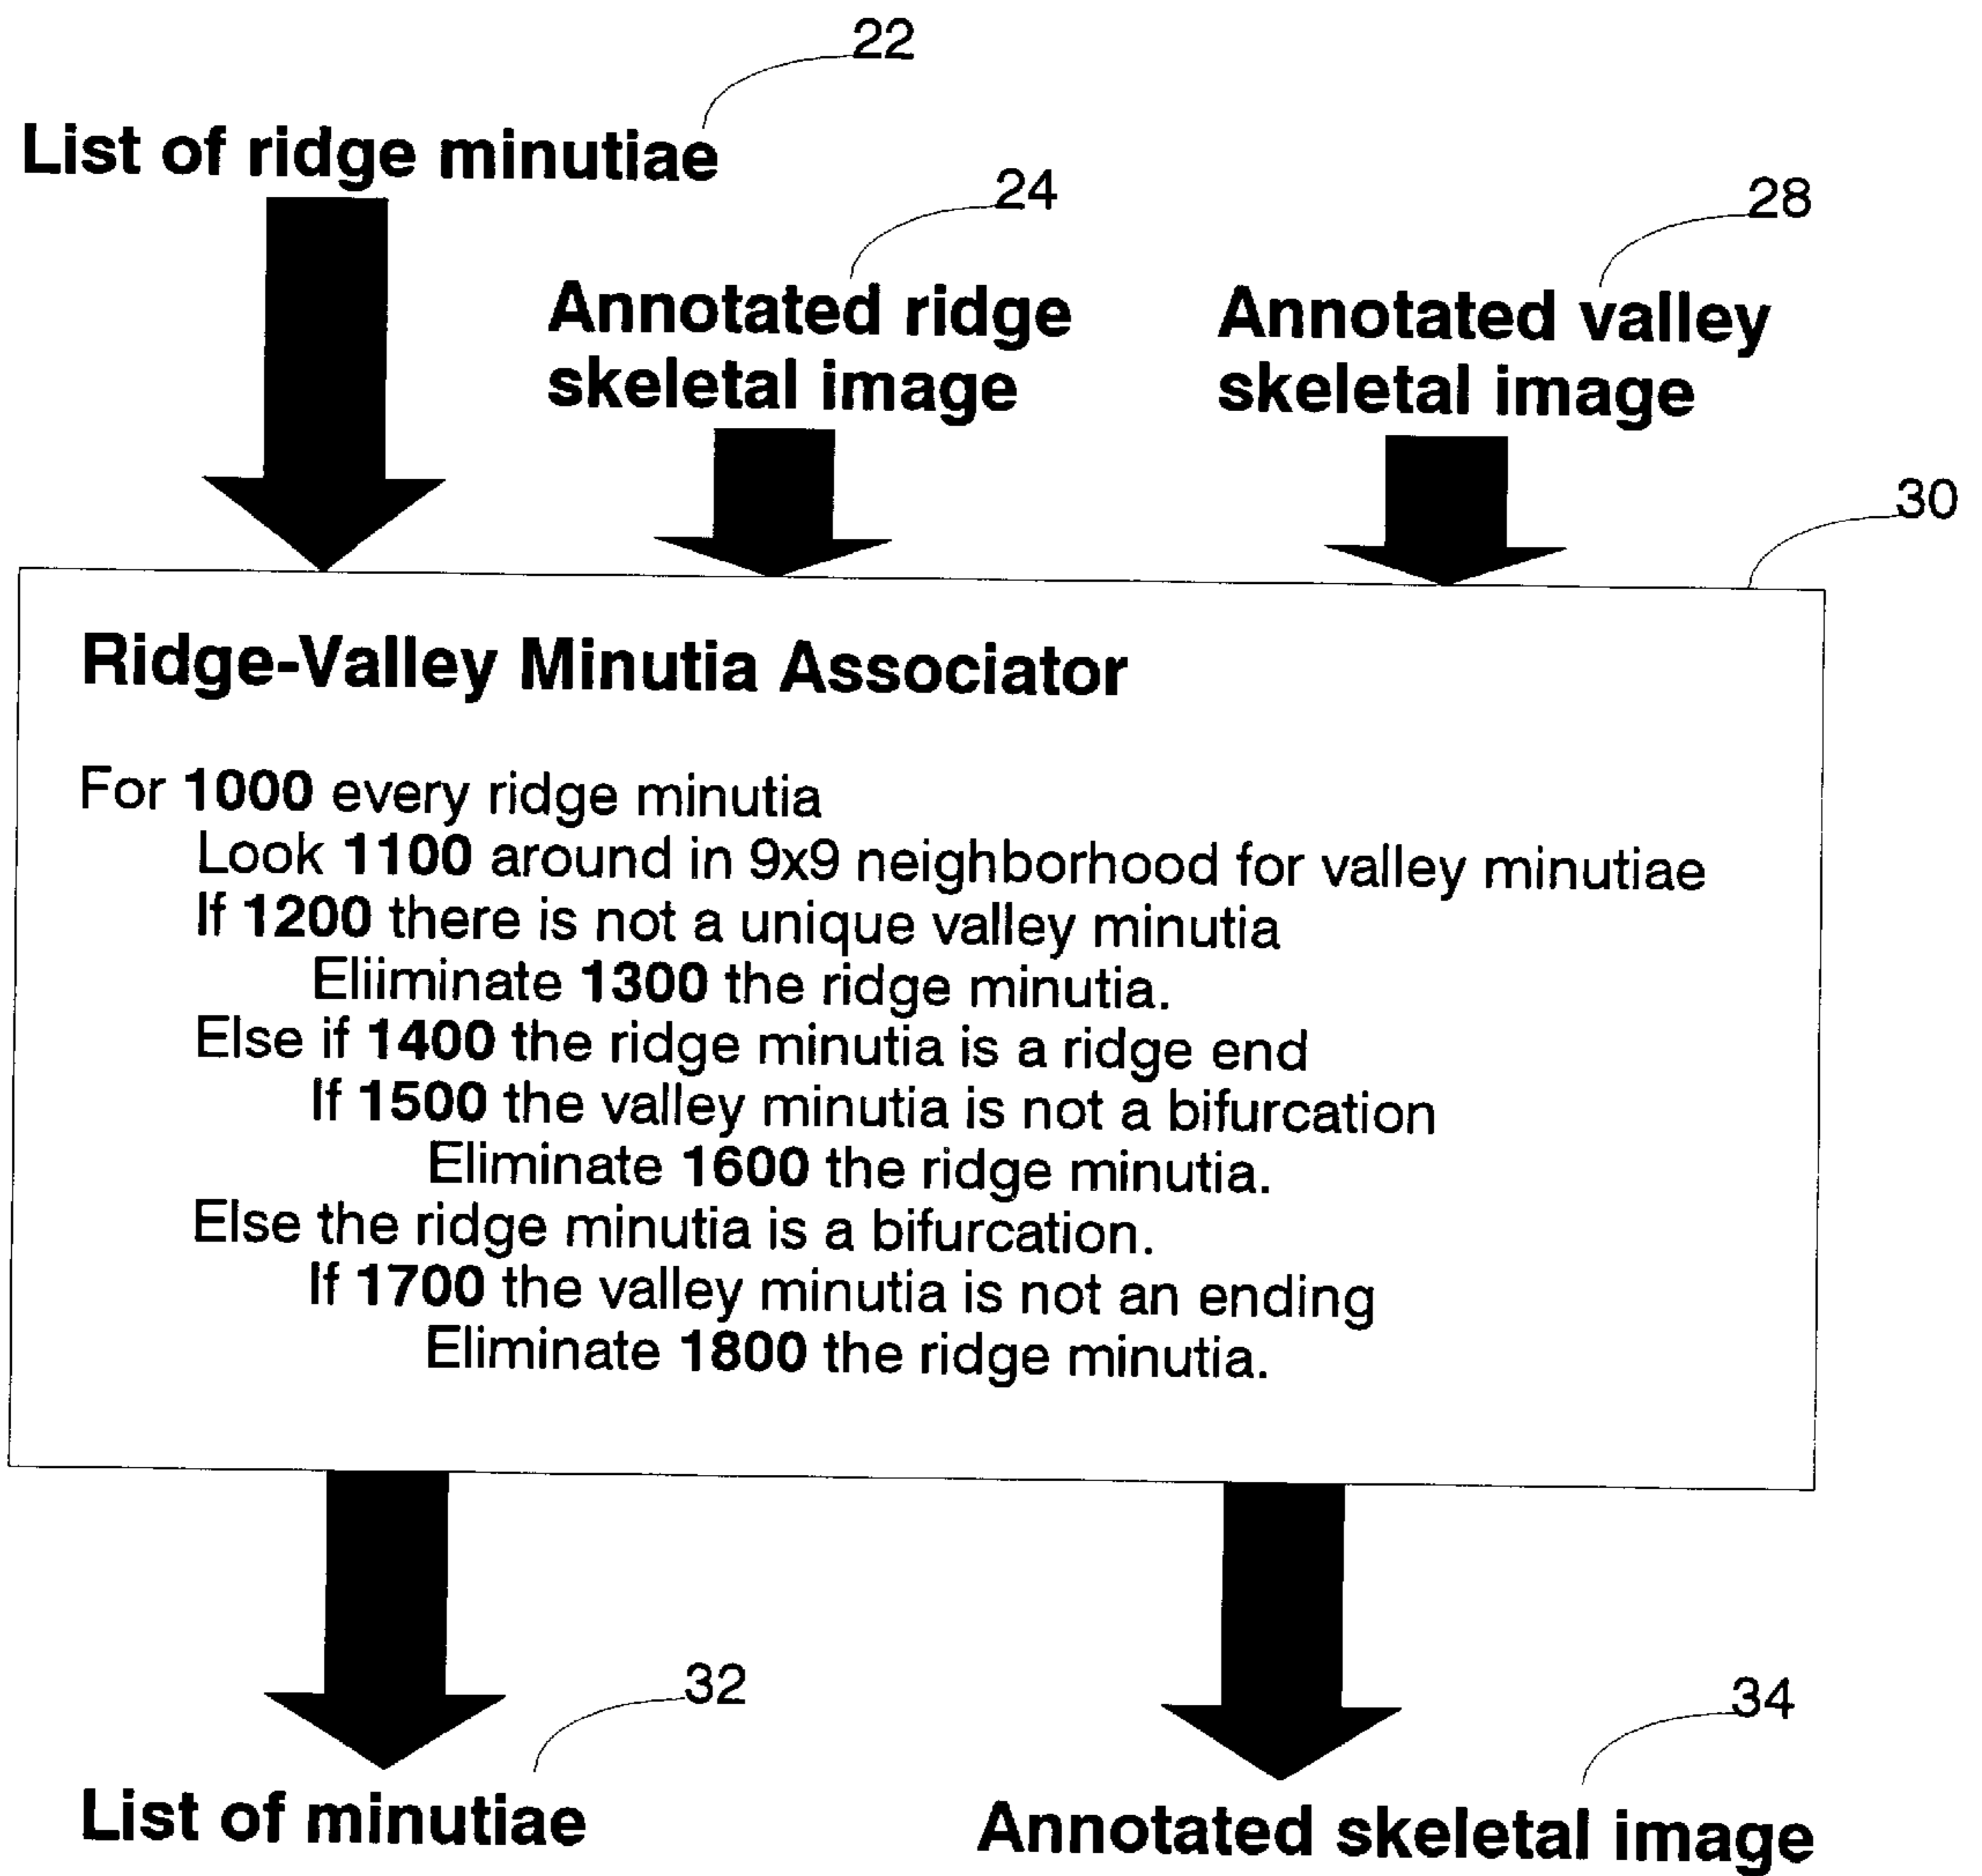 22
List of ridge minutiae
24
28
Annotated ridge
skeletal image
Annotated valley
skeletal image
30
Ridge-Valley Minutia Associator
For 1000 every ridge minutia
Look 1100 around in 9x9 neighborhood for valley minutiae
If 1200 there is not a unique valley minutia
Eliiminate 1300 the ridge minutia.
Else if 1400 the ridge minutia is a ridge end
If 1500 the valley minutia is not a bifurcation
Eliminate 1600 the ridge minutia.
Else the ridge minutia is a bifurcation.
If 1700 the valley minutia is not an ending
Eliminate 1800 the ridge minutia.
32
34
List of minutiae
Annotated skeletal image